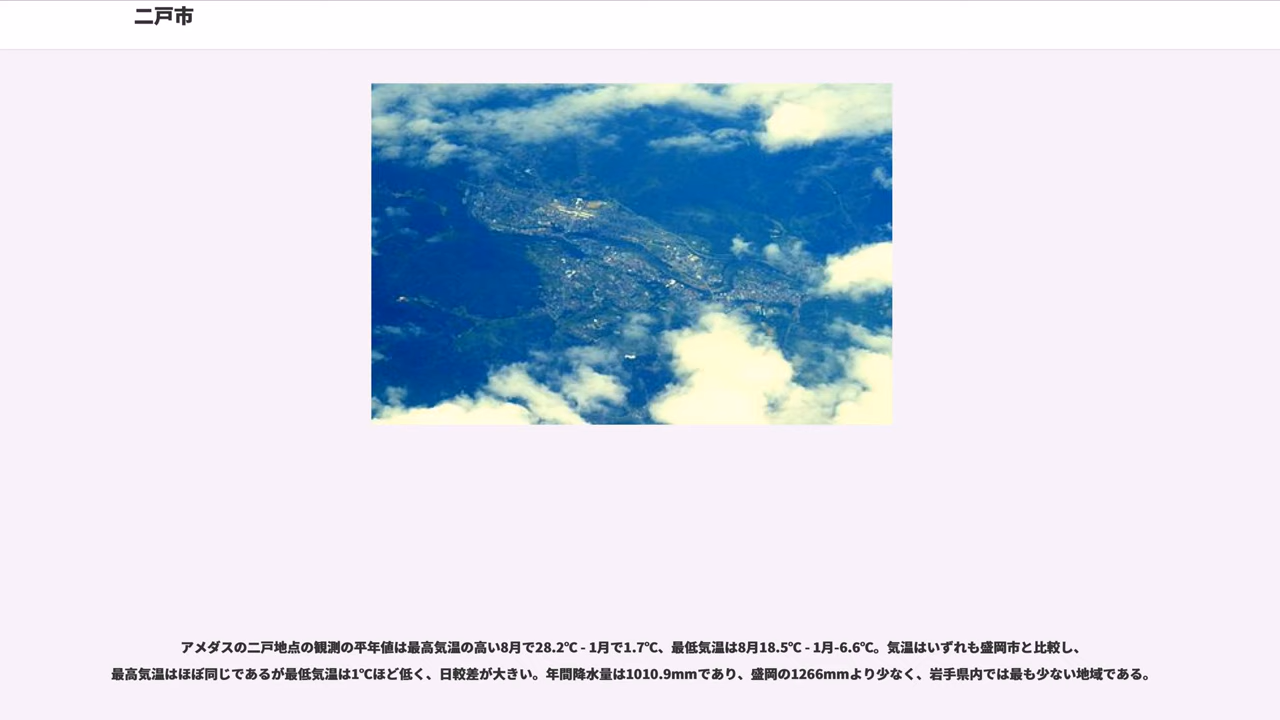 二戸市
アメダスの二戸地点の観測の平年値は最高気温の高い8月で28.2℃ - 1月で1.7℃、最低気温は8月18.5℃ - 1月-6.6℃。気温はいずれも盛岡市と比較し、
最高気温はほぼ同じであるが最低気温は1℃ほど低く、日較差が大きい。年間降水量は1010.9mmであり、盛岡の1266mmより少なく、岩手県内では最も少ない地域である。